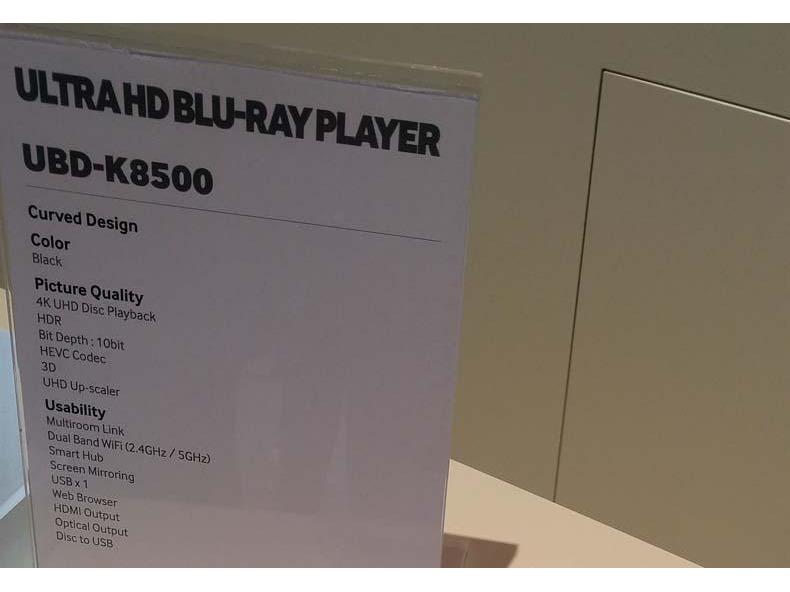 ULTRA HD BLU-RAY PLAYER
UBD-K8500
Curved Design
Color
Black
Picture Quality
4K UHD Disc Playback
HDR
Bit Depth : 10bit
HEVC Codec
3D
UHD Up-scaler
Usability
Multiroom Link
Dual Band WiFi (2.4GHz / 5GHz)
Smart Hub
Screen Mirroring
USB x 1
Web Browser
HDMI Output
Optical Output
Disc to USB